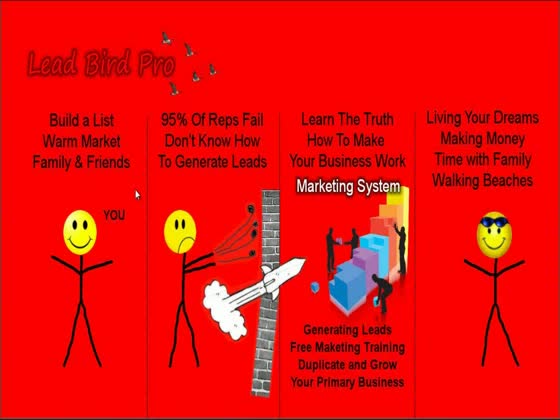 Lead Bird Pro
Build a List
Warm Market
Family & Friends
YOU
95% Of Reps Fail
Don't Know How
To Generate Leads
Learn The Truth
How To Make
Your Business Work
Marketing System
Generating Leads
Free Maketing Training
Duplicate and Grow
Your Primary Business
Living Your Dreams
Making Money
Time with Family
Walking Beaches